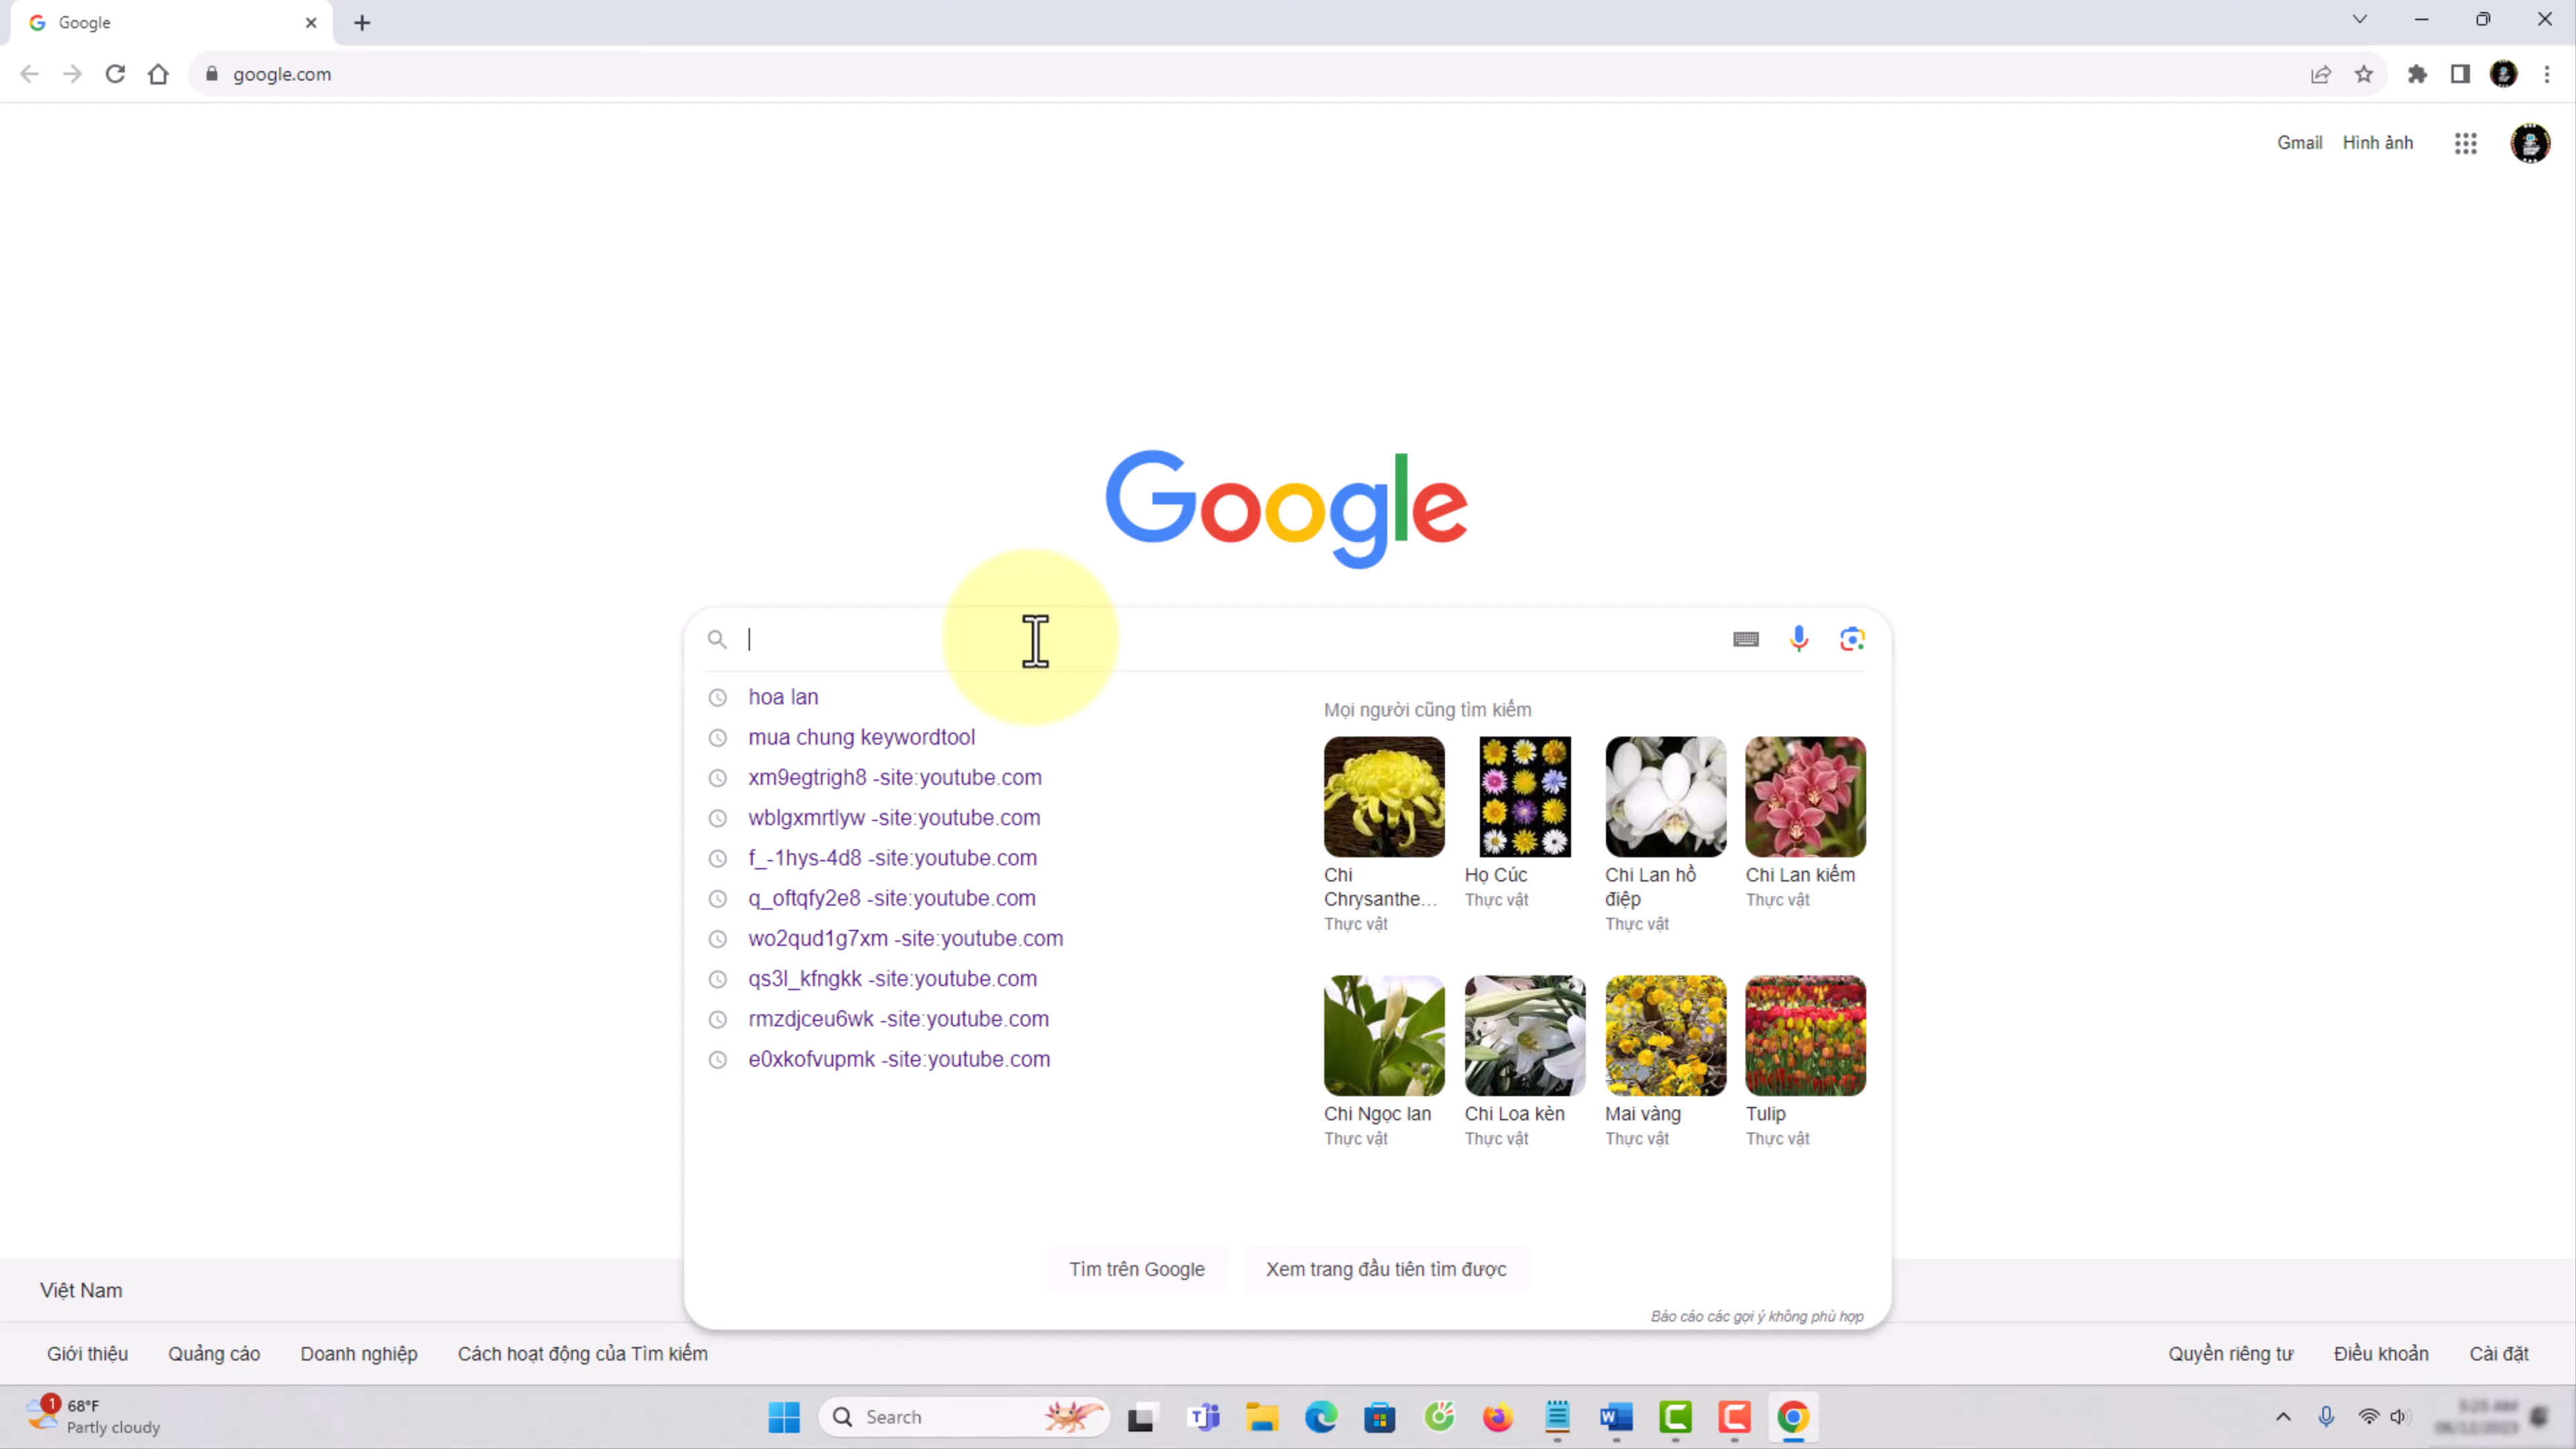 Google
google.com
Gmail Hình ảnh
Google
hoa lan
mua chung keywordtool
xm9egtrigh8 -site:youtube.com
wblgxmrtlyw -site:youtube.com
f_-1hys-4d8 -site:youtube.com
q_oftqfy2e8 -site:youtube.com
wo2qud1g7xm -site:youtube.com
qs3l_kfngkk -site:youtube.com
rmzdjceu6wk -site:youtube.com
e0xkofvupmk -site:youtube.com
Mọi người cũng tìm kiếm
Chi
Chrysanthe...
Thực vật
Họ Cúc
Thực vật
Chi Lan hồ
điệp
Thực vật
Chi Lan kiếm
Thực vật
Chi Ngọc lan
Thực vật
Chi Loa kèn
Thực vật
Mai vàng
Thực vật
Tulip
Thực vật
Tìm trên Google Xem trang đầu tiên tìm được
Báo cáo các gợi ý không phù hợp
Việt Nam
Giới thiệu Quảng cáo Doanh nghiệp Cách hoạt động của Tìm kiếm Quyền riêng tư Điều khoản Cài đặt
1
68°F
Partly cloudy
Search